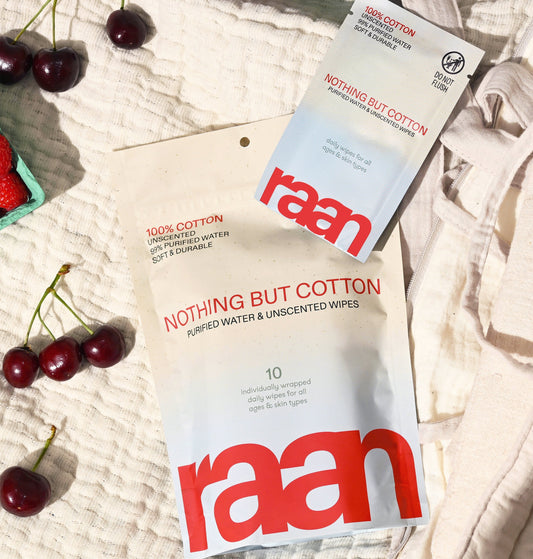 100% COTTON
UNSCENTED
99% PURIFIED WATER
SOFT & DURABLE
DO NOT
FLUSH
NOTHING BUT COTTON
PURIFIED WATER & UNSCENTED WIPES
daily wipes for all
ages & skin types
raan
100% COTTON
UNSCENTED
99% PURIFIED WATER
SOFT & DURABLE
NOTHING BUT COTTON
PURIFIED WATER & UNSCENTED WIPES
10
individually wrapped
daily wipes for all
ages & skin types
raan